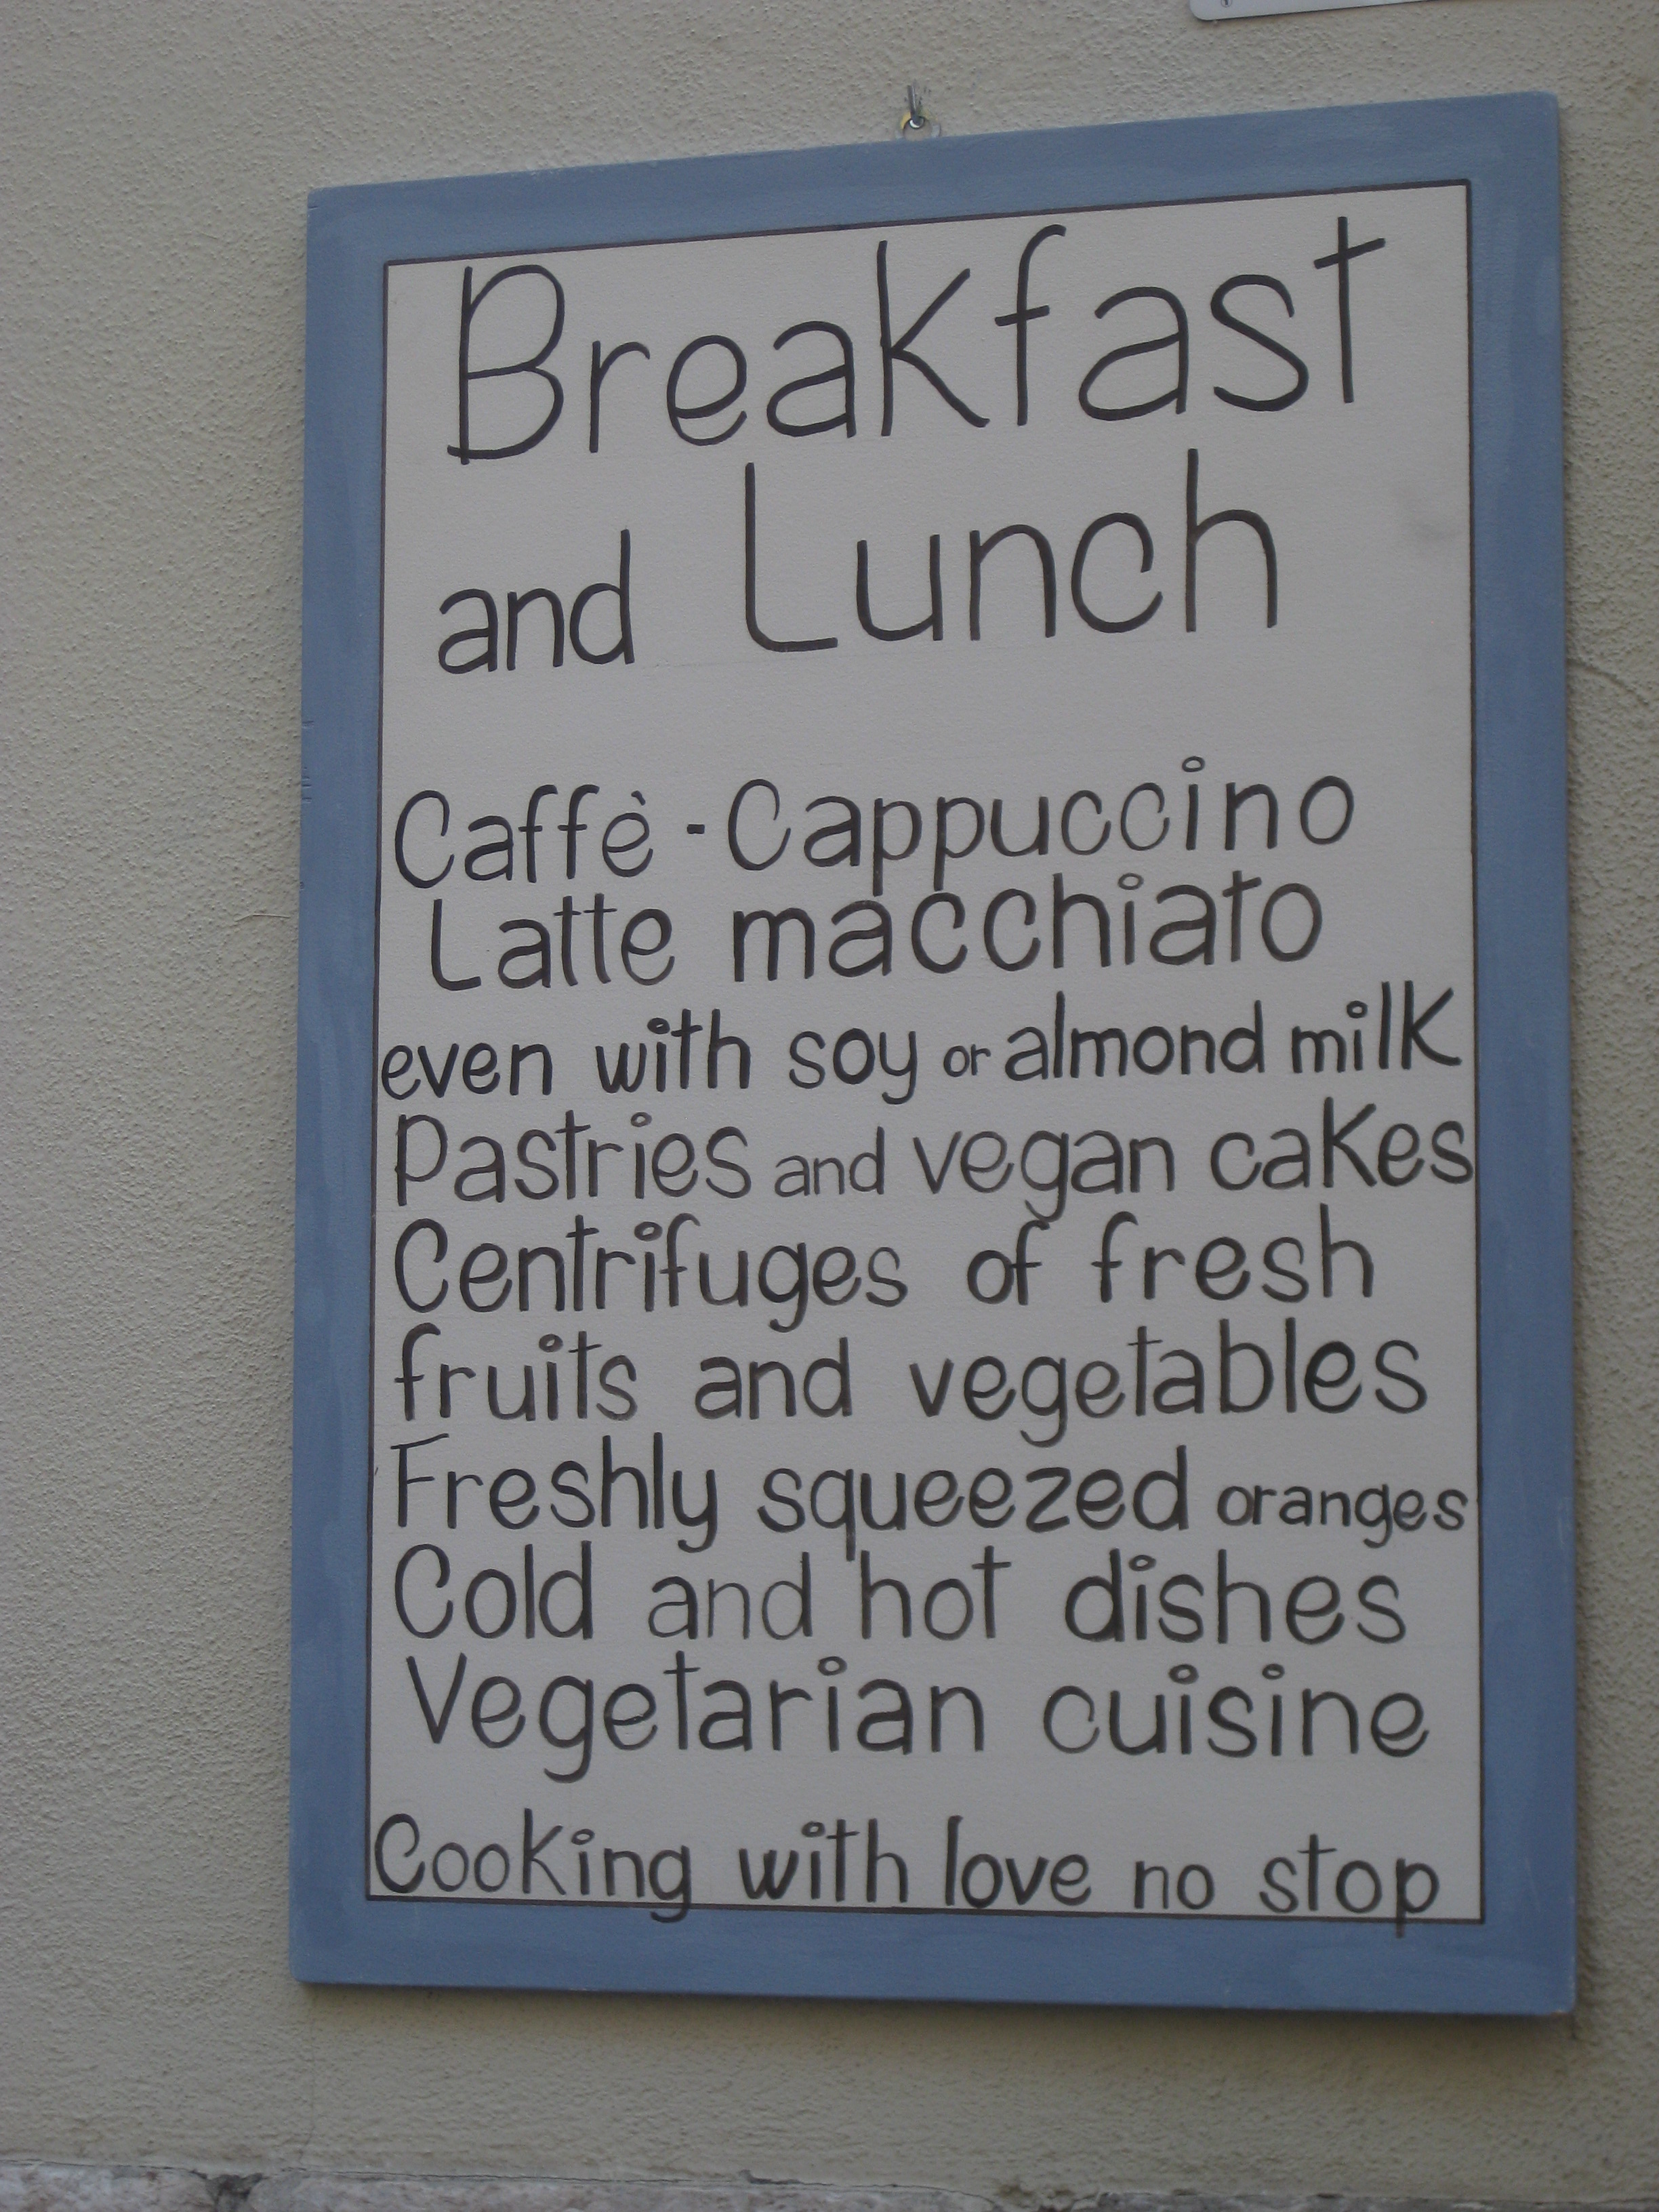 Breakfast
and Lunch
Caffè - Cappuccino
Latte macchiato
even with soy or almond milk
Pastries and vegan cakes
Centrifuges of fresh
fruits and vegetables
Freshly squeezed oranges
Cold and hot dishes
Vegetarian cuisine
Cooking with love no stop